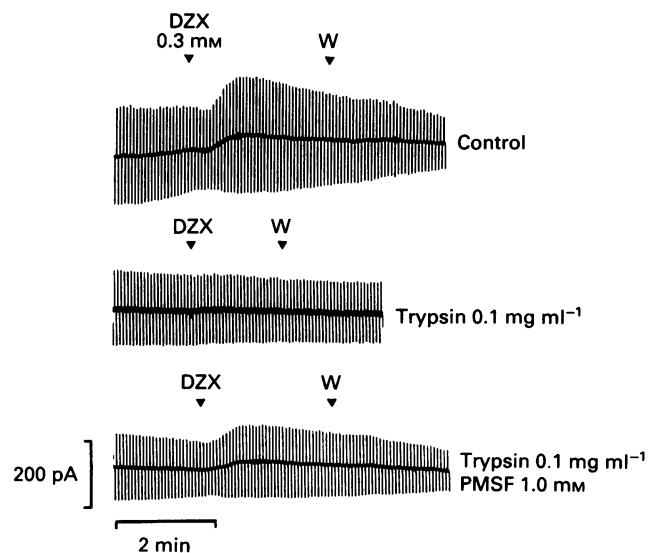 DZX
0.3 mM
W
Control
DZX
W
Trypsin 0.1 mg ml⁻¹
DZX
W
200 pA
Trypsin 0.1 mg ml⁻¹
PMSF 1.0 mM
2 min